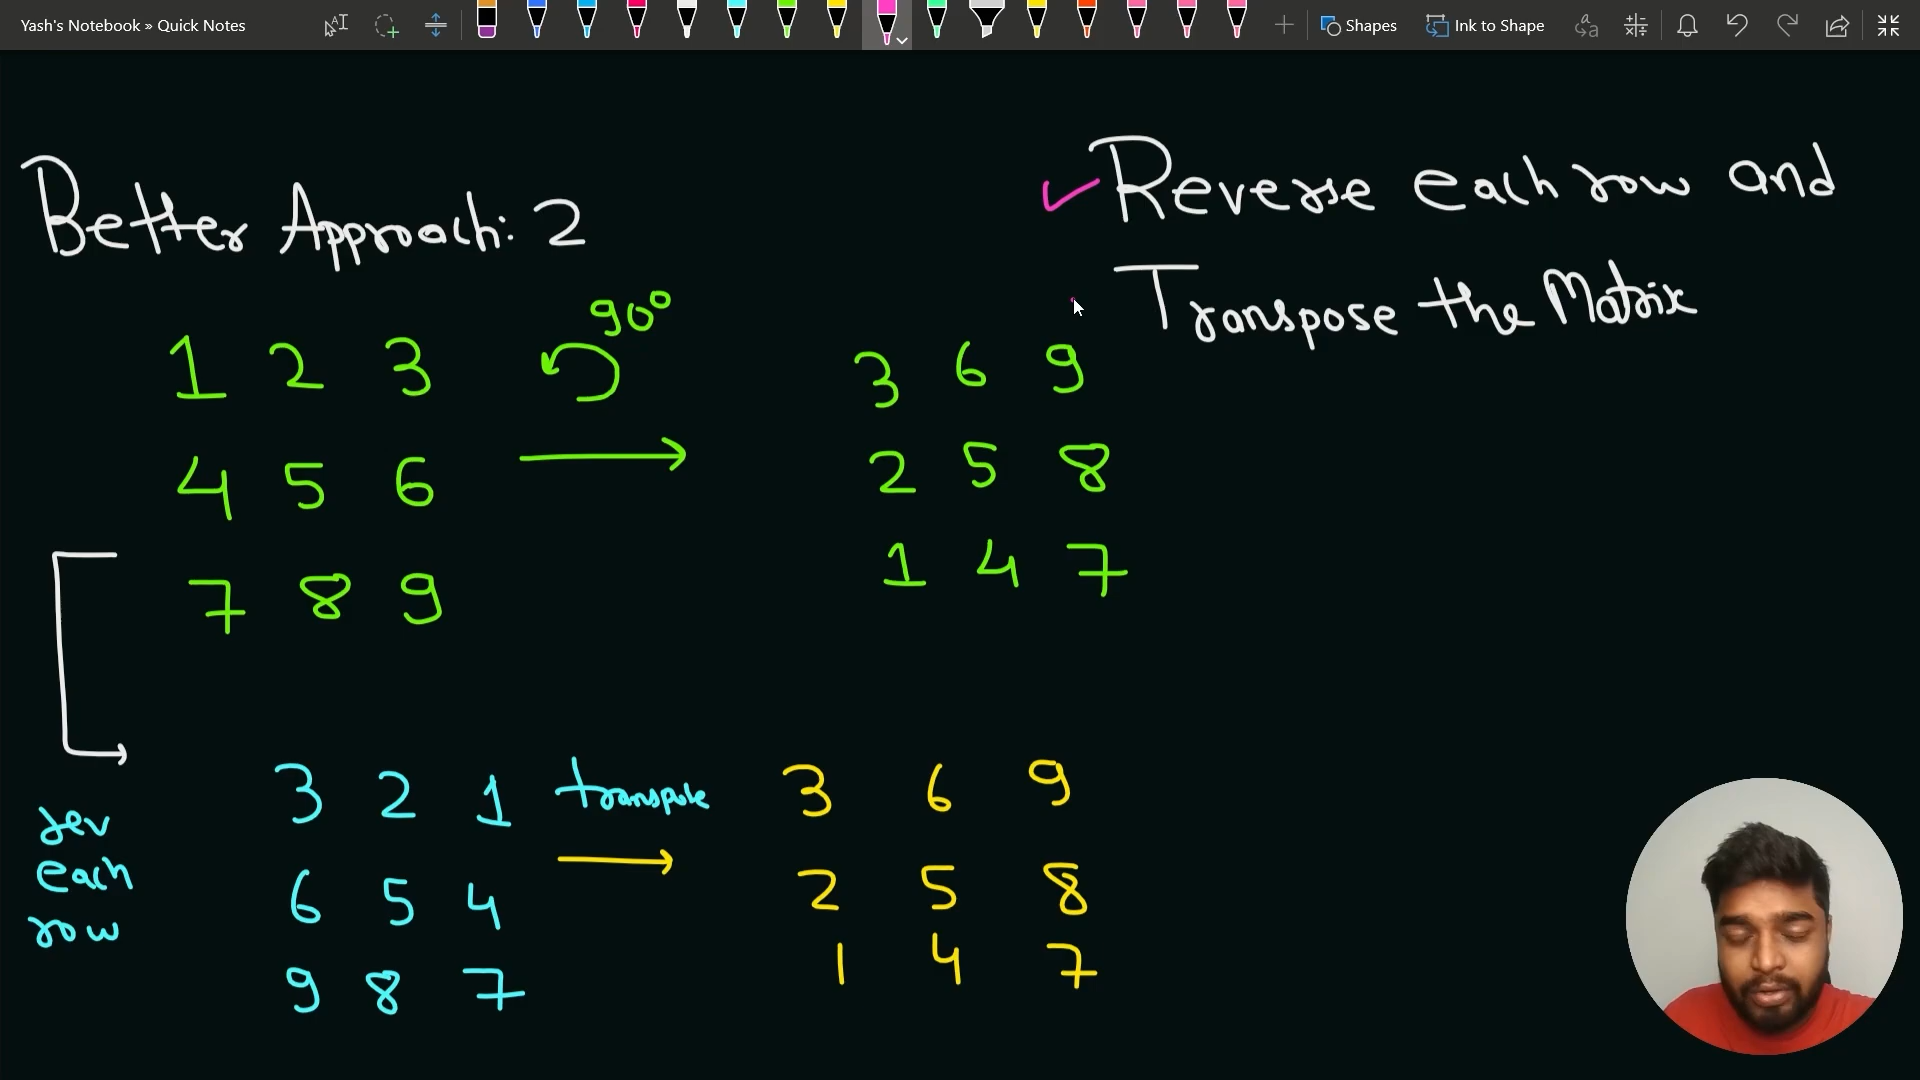 Yash's Notebook » Quick Notes
Shapes
Ink to Shape
Better Approach: 2
Reverse each row and
Transpose the Matrix
90°
1 2 3
4 5 6
7 8 9
3 6 9
2 5 8
1 4 7
rev
each
row
3 2 1
6 5 4
9 8 7
transpose
3 6 9
2 5 8
1 4 7